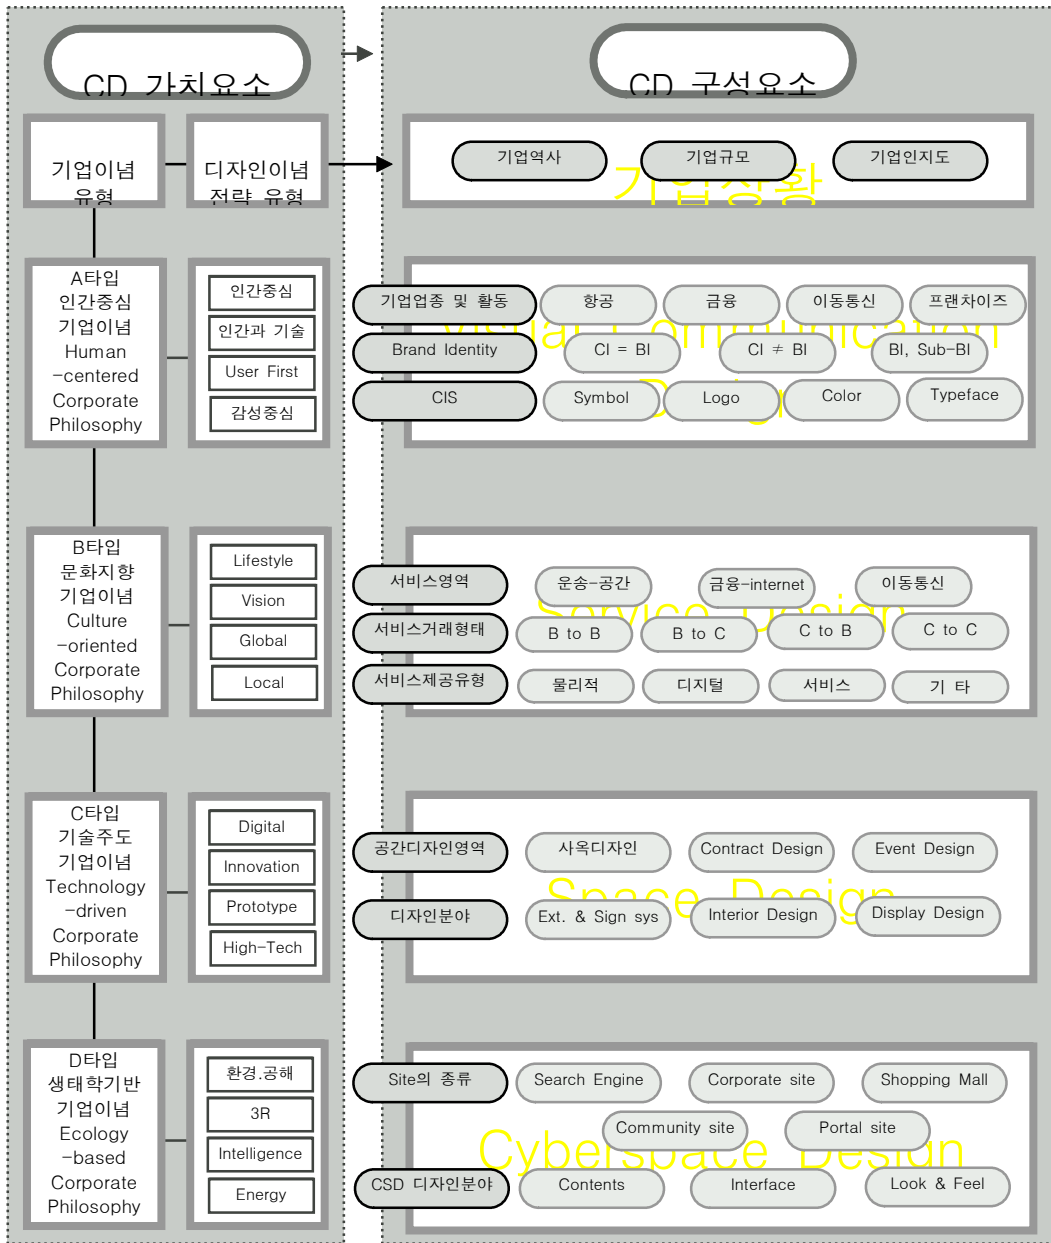 CD 가치요소
CD 구성요소
기업이념
유형
디자인이념
전략 유형
기업상황
기업역사
기업규모
기업인지도
A타입
인간중심
기업이념
Human
-centered
Corporate
Philosophy
인간중심
인간과 기술
User First
감성중심
Visual Communication
Design
기업업종 및 활동
항공
금융
이동통신
프랜차이즈
Brand Identity
CI = BI
CI ≠ BI
BI, Sub-BI
CIS
Symbol
Logo
Color
Typeface
B타입
문화지향
기업이념
Culture
-oriented
Corporate
Philosophy
Lifestyle
Vision
Global
Local
Service Design
서비스영역
운송-공간
금융-internet
이동통신
서비스거래형태
B to B
B to C
C to B
C to C
서비스제공유형
물리적
디지털
서비스
기 타
C타입
기술주도
기업이념
Technology
-driven
Corporate
Philosophy
Digital
Innovation
Prototype
High-Tech
Space Design
공간디자인영역
사옥디자인
Contract Design
Event Design
디자인분야
Ext. & Sign sys
Interior Design
Display Design
D타입
생태학기반
기업이념
Ecology
-based
Corporate
Philosophy
환경.공해
3R
Intelligence
Energy
Cyberspace Design
Site의 종류
Search Engine
Corporate site
Shopping Mall
Community site
Portal site
CSD 디자인분야
Contents
Interface
Look & Feel